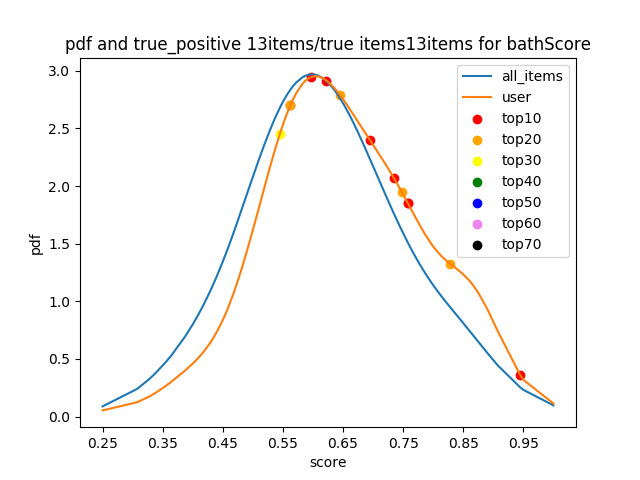 pdf and true_positive 13items/true items13items for bathScore
all_items
user
top10
top20
top30
top40
top50
top60
top70
3.0
2.5
2.0
1.5
1.0
0.5
0.0
pdf
0.25 0.35 0.45 0.55 0.65 0.75 0.85 0.95
score